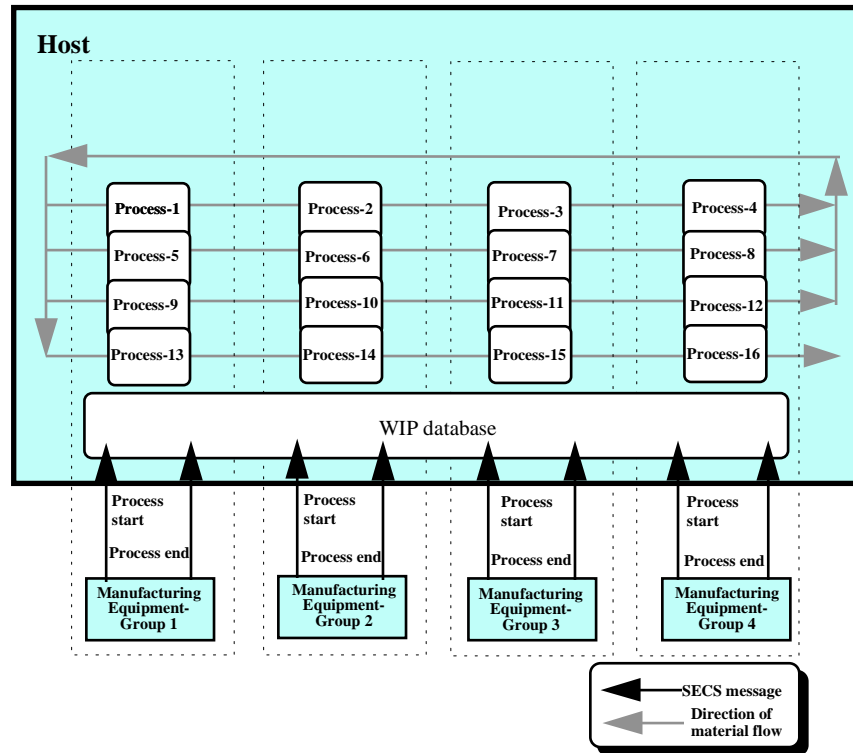 Host
Process-1
Process-2
Process-3
Process-4
Process-5
Process-6
Process-7
Process-8
Process-9
Process-10
Process-11
Process-12
Process-13
Process-14
Process-15
Process-16
WIP database
Process
start
Process end
Process
start
Process end
Process
start
Process end
Process
start
Process end
Manufacturing
Equipment-
Group 1
Manufacturing
Equipment-
Group 2
Manufacturing
Equipment-
Group 3
Manufacturing
Equipment-
Group 4
SECS message
Direction of
material flow